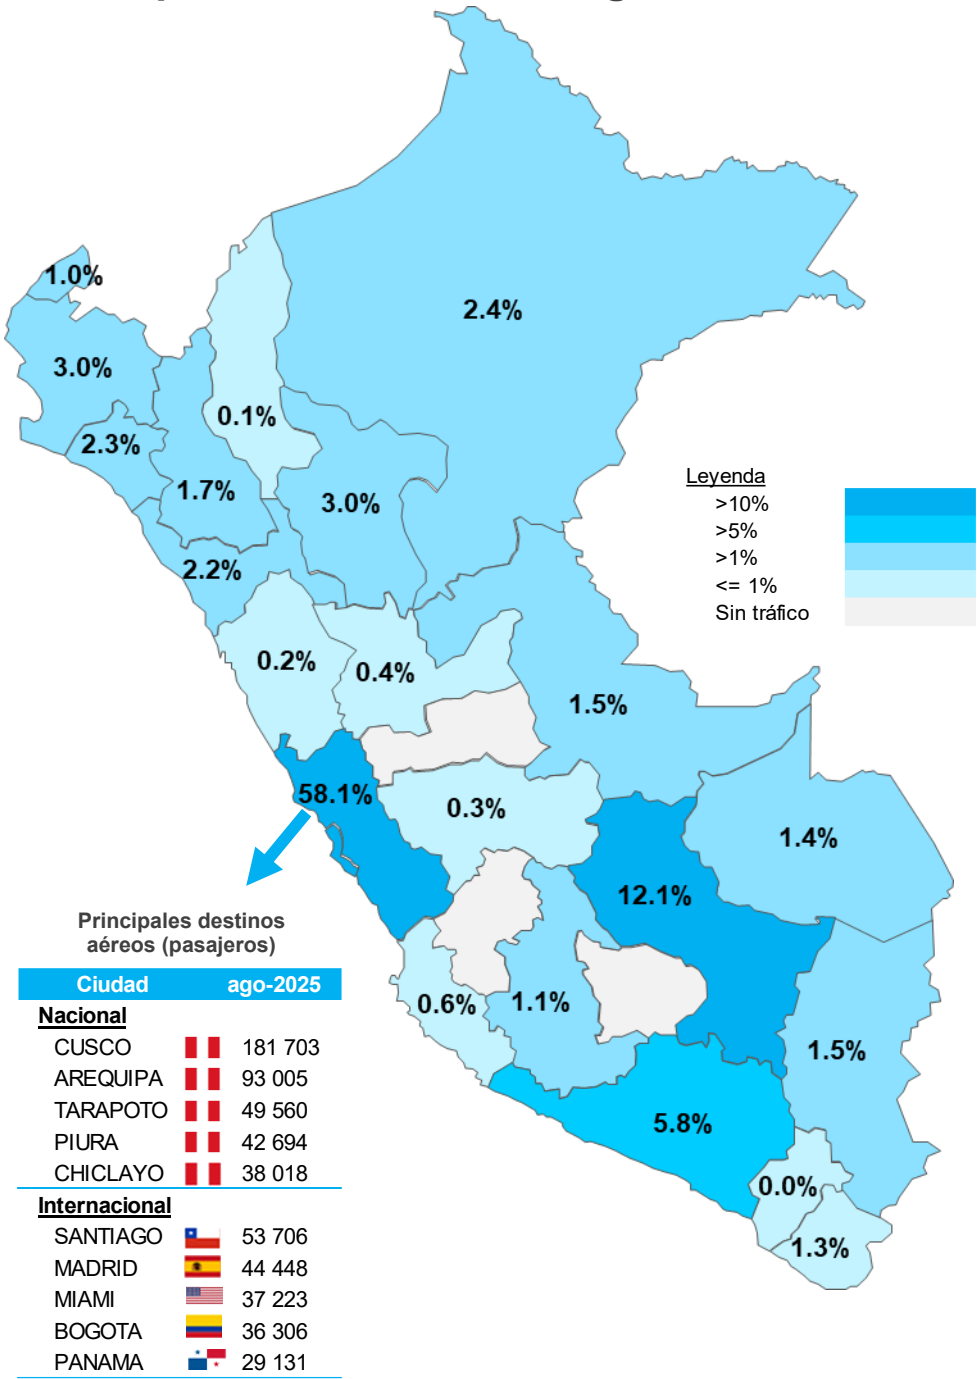 1.0%
2.4%
3.0%
0.1%
2.3%
1.7%
3.0%
2.2%
0.2%
0.4%
1.5%
58.1%
0.3%
1.4%
12.1%
0.6%
1.1%
1.5%
5.8%
0.0%
1.3%
Leyenda
>10%
>5%
>1%
<= 1%
Sin tráfico
Principales destinos
aéreos (pasajeros)
Ciudad ago-2025
Nacional
CUSCO 181 703
AREQUIPA 93 005
TARAPOTO 49 560
PIURA 42 694
CHICLAYO 38 018
Internacional
SANTIAGO 53 706
MADRID 44 448
MIAMI 37 223
BOGOTA 36 306
PANAMA 29 131